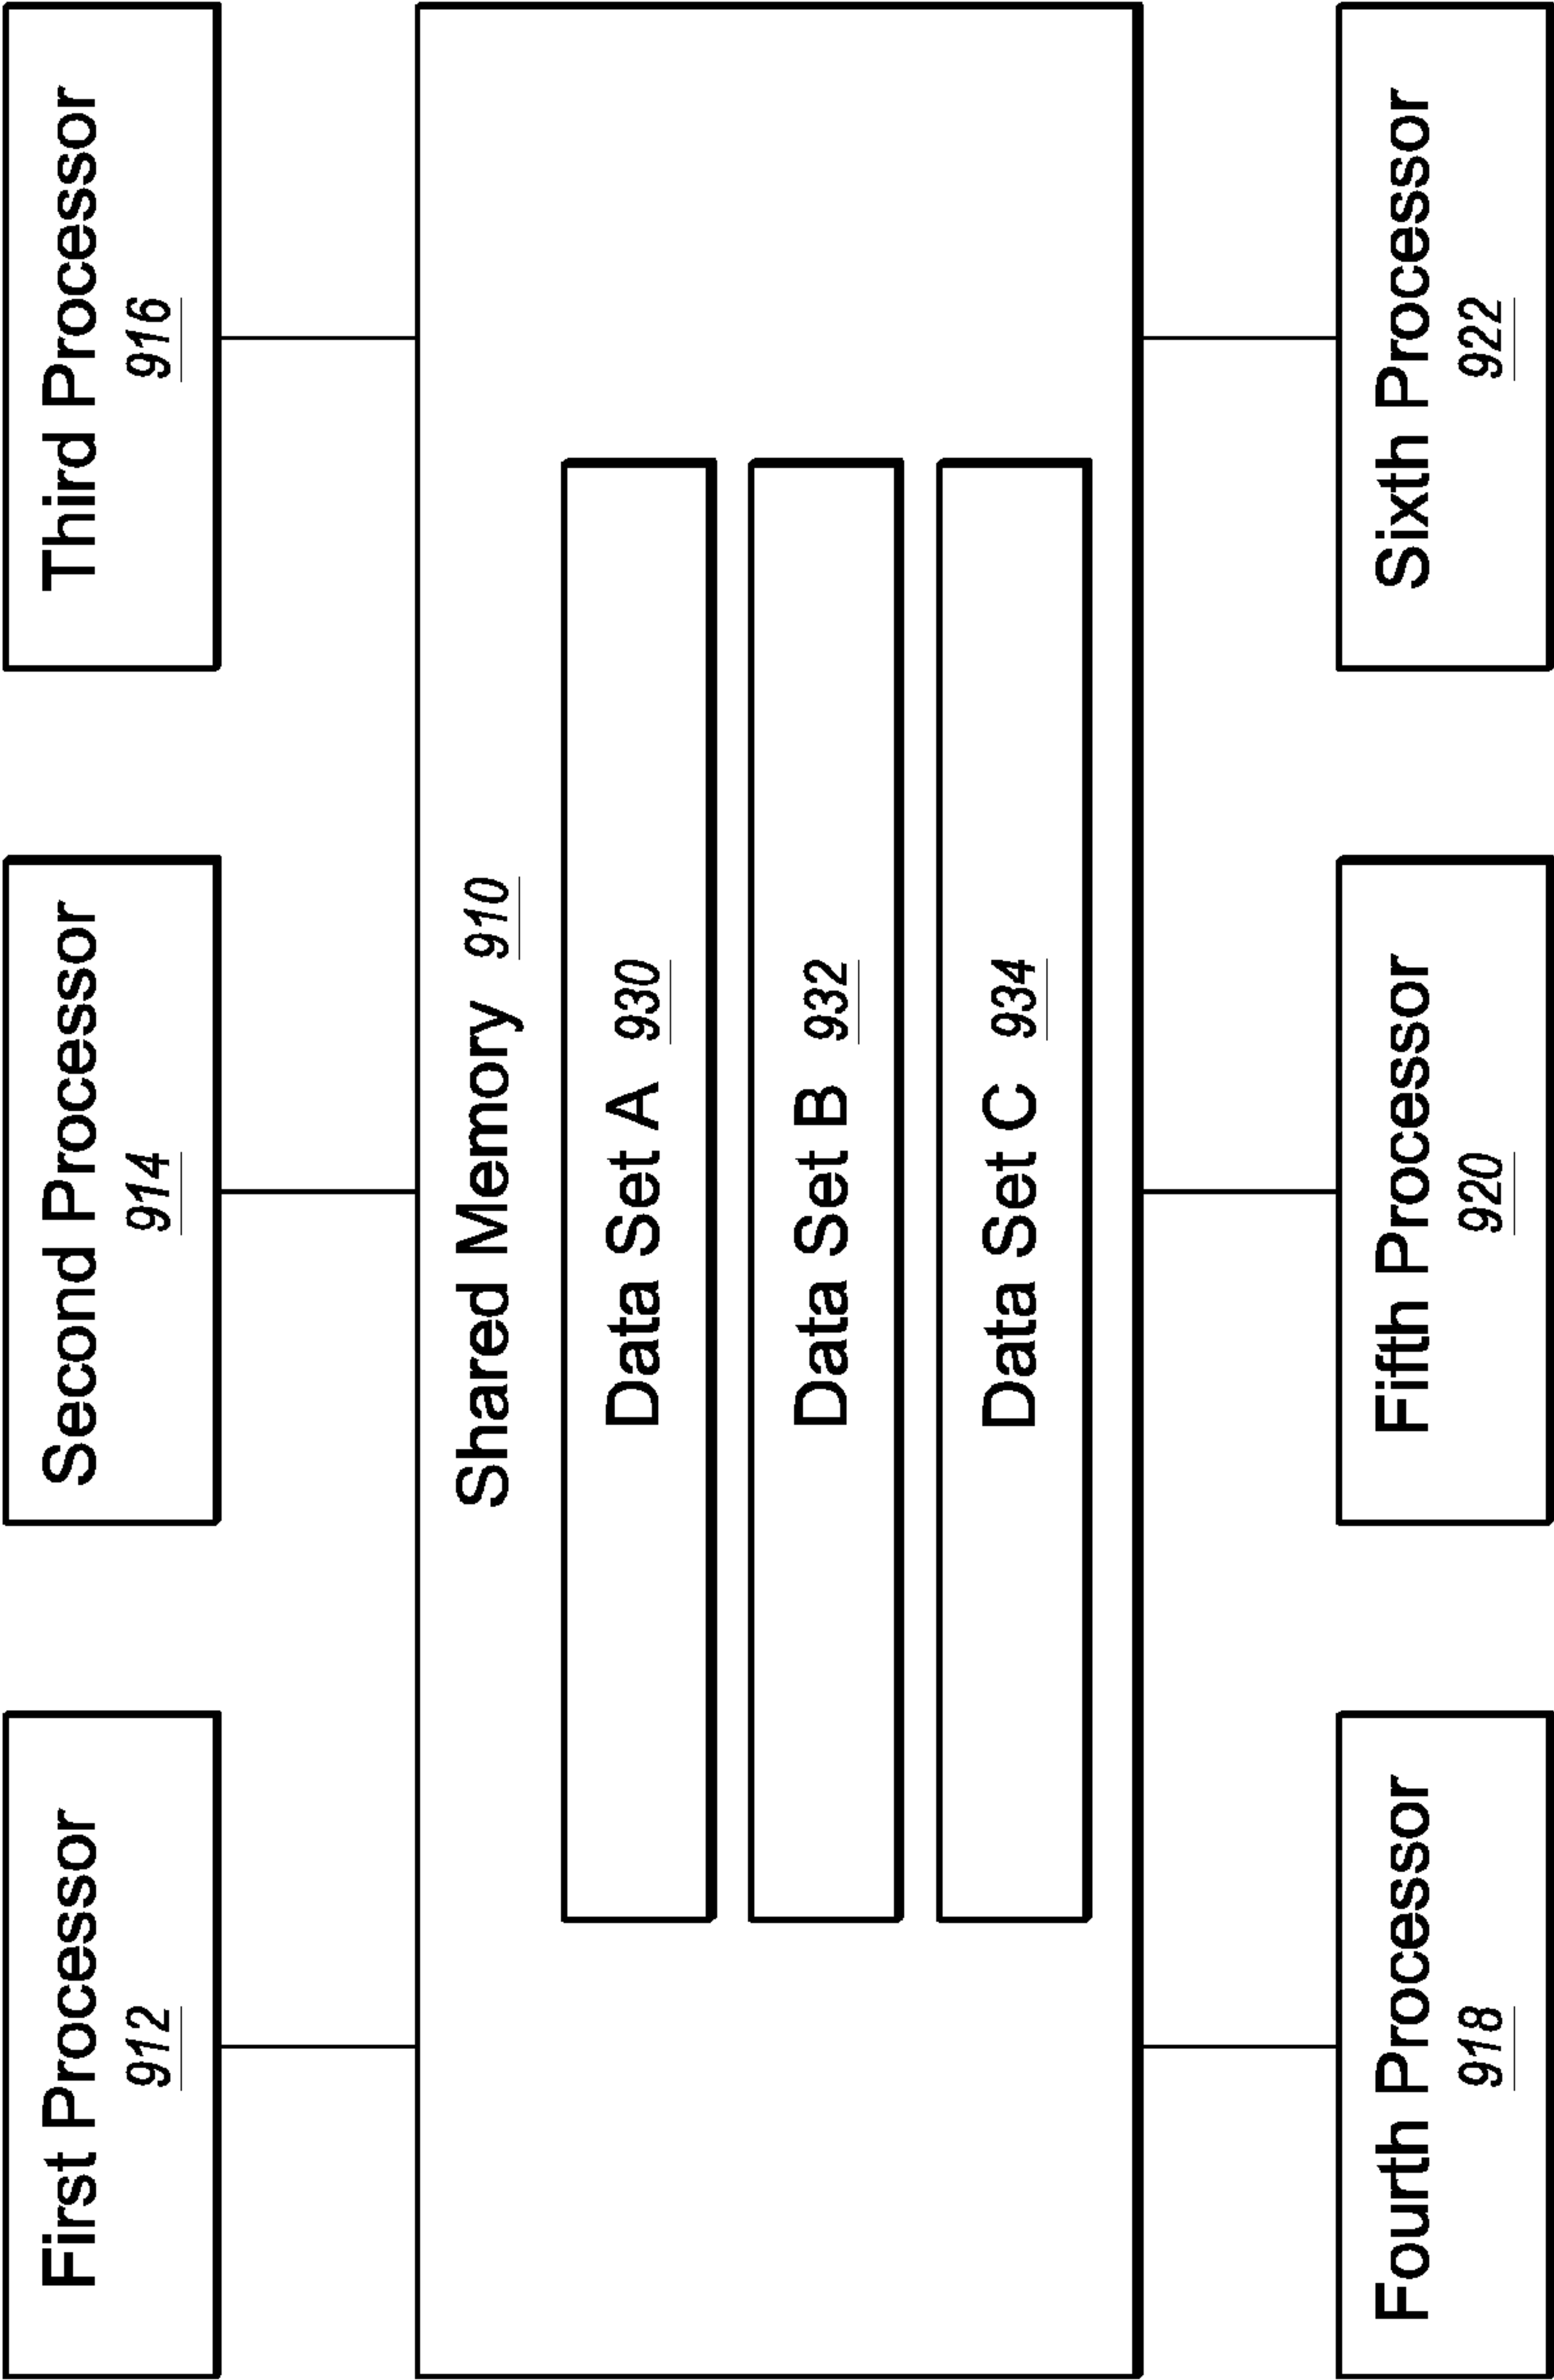 First Processor
912
Second Processor
914
Third Processor
916
Shared Memory 910
Data Set A 930
Data Set B 932
Data Set C 934
Fourth Processor
918
Fifth Processor
920
Sixth Processor
922